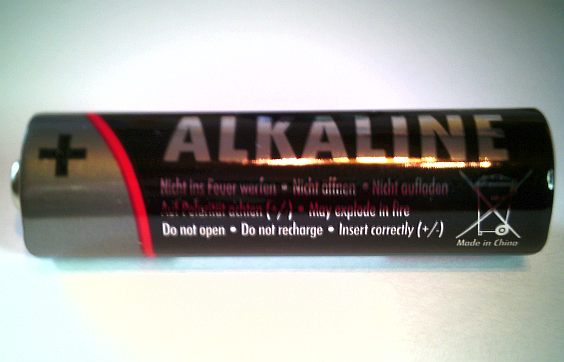 +
ALKALINE
Nicht ins Feuer werfen • Nicht öffnen • Nicht aufladen
Auf Polarität achten (+/-) • May explode in fire
Do not open • Do not recharge • Insert correctly (+/-)
Made in China